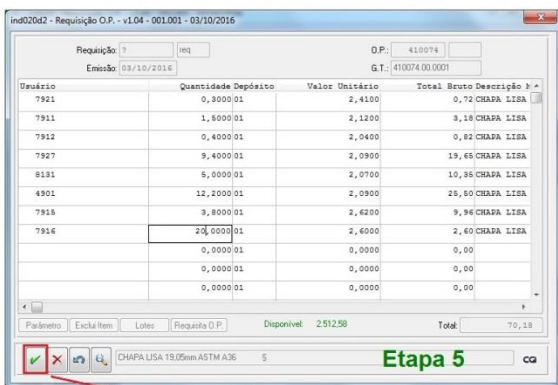 ind020d2 - Requisição O.P. - v1.04 - 001.001 - 03/10/2016
Requisição: ? req O.P.: 410074
Emissão: 03/10/2016 G.T.: 410074.00.0001
Usuário Quantidade Depósito Valor Unitário Total Bruto Descrição
7921 0,3000 01 2,4100 0,72 CHAPA LISA
7911 1,5000 01 2,1200 3,18 CHAPA LISA
7912 0,4000 01 2,0400 0,82 CHAPA LISA
7927 9,4000 01 2,0900 19,65 CHAPA LISA
8131 5,0000 01 2,0700 10,35 CHAPA LISA
4901 12,2000 01 2,0900 25,50 CHAPA LISA
7915 3,8000 01 2,6200 9,96 CHAPA LISA
7916 20,0000 01 2,6000 2,60 CHAPA LISA
0,0000 01 0,0000 0,00
0,0000 01 0,0000 0,00
0,0000 01 0,0000 0,00
Parâmetro Exclui Item Lotes Requisita O.P. Disponível: 2.512,58 Total: 70,18
CHAPA LISA 19,05mm ASTM A36 5 Etapa 5 CQ